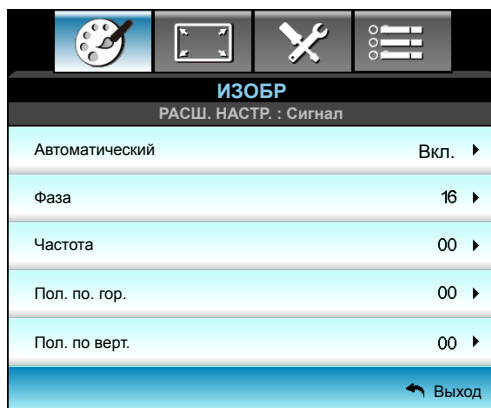 ИЗОБР
РАСШ. НАСТР. : Сигнал
Автоматический Вкл.
Фаза 16
Частота 00
Пол. по. гор. 00
Пол. по верт. 00
Выход